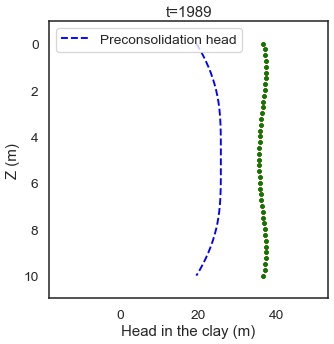 t=1989
Preconsolidation head
0
2
4
6
8
10
Z (m)
0 20 40
Head in the clay (m)